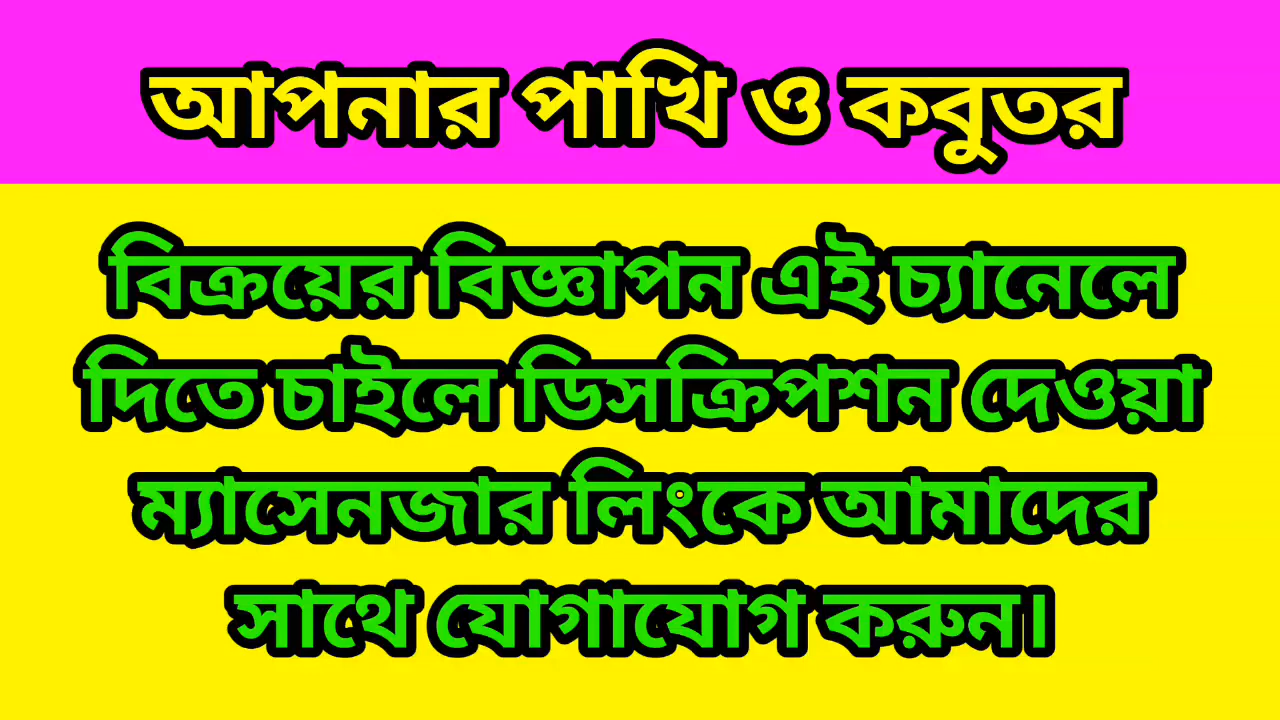 আপনার পাখি ও কবুতর
বিক্রয়ের বিজ্ঞাপন এই চ্যানেলে
দিতে চাইলে ডিসক্রিপশন দেওয়া
ম্যাসেনজার লিংকে আমাদের
সাথে যোগাযোগ করুন।